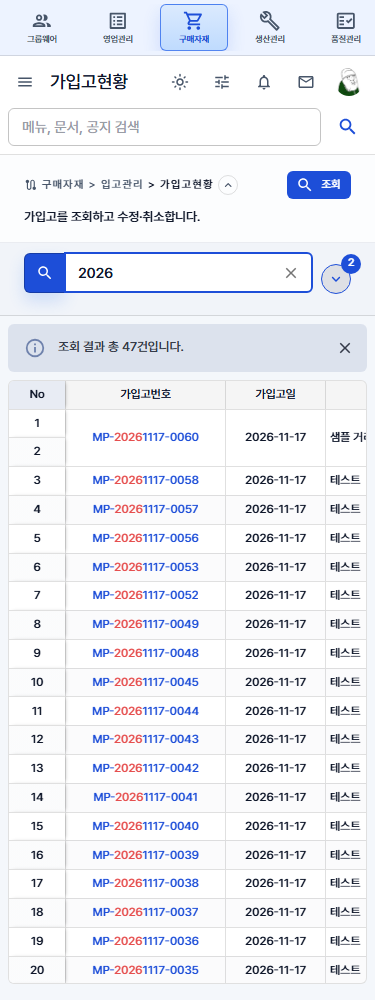 그룹웨어 영업관리 구매자재 생산관리 품질관리
가입고현황
메뉴, 문서, 공지 검색
구매자재 > 입고관리 > 가입고현황
조회
가입고를 조회하고 수정·취소합니다.
2026
2
조회 결과 총 47건입니다.
No 가입고번호 가입고일
1
MP-20261117-0060 2026-11-17 샘플 거래
2
3 MP-20261117-0058 2026-11-17 테스트
4 MP-20261117-0057 2026-11-17 테스트
5 MP-20261117-0056 2026-11-17 테스트
6 MP-20261117-0053 2026-11-17 테스트
7 MP-20261117-0052 2026-11-17 테스트
8 MP-20261117-0049 2026-11-17 테스트
9 MP-20261117-0048 2026-11-17 테스트
10 MP-20261117-0045 2026-11-17 테스트
11 MP-20261117-0044 2026-11-17 테스트
12 MP-20261117-0043 2026-11-17 테스트
13 MP-20261117-0042 2026-11-17 테스트
14 MP-20261117-0041 2026-11-17 테스트
15 MP-20261117-0040 2026-11-17 테스트
16 MP-20261117-0039 2026-11-17 테스트
17 MP-20261117-0038 2026-11-17 테스트
18 MP-20261117-0037 2026-11-17 테스트
19 MP-20261117-0036 2026-11-17 테스트
20 MP-20261117-0035 2026-11-17 테스트